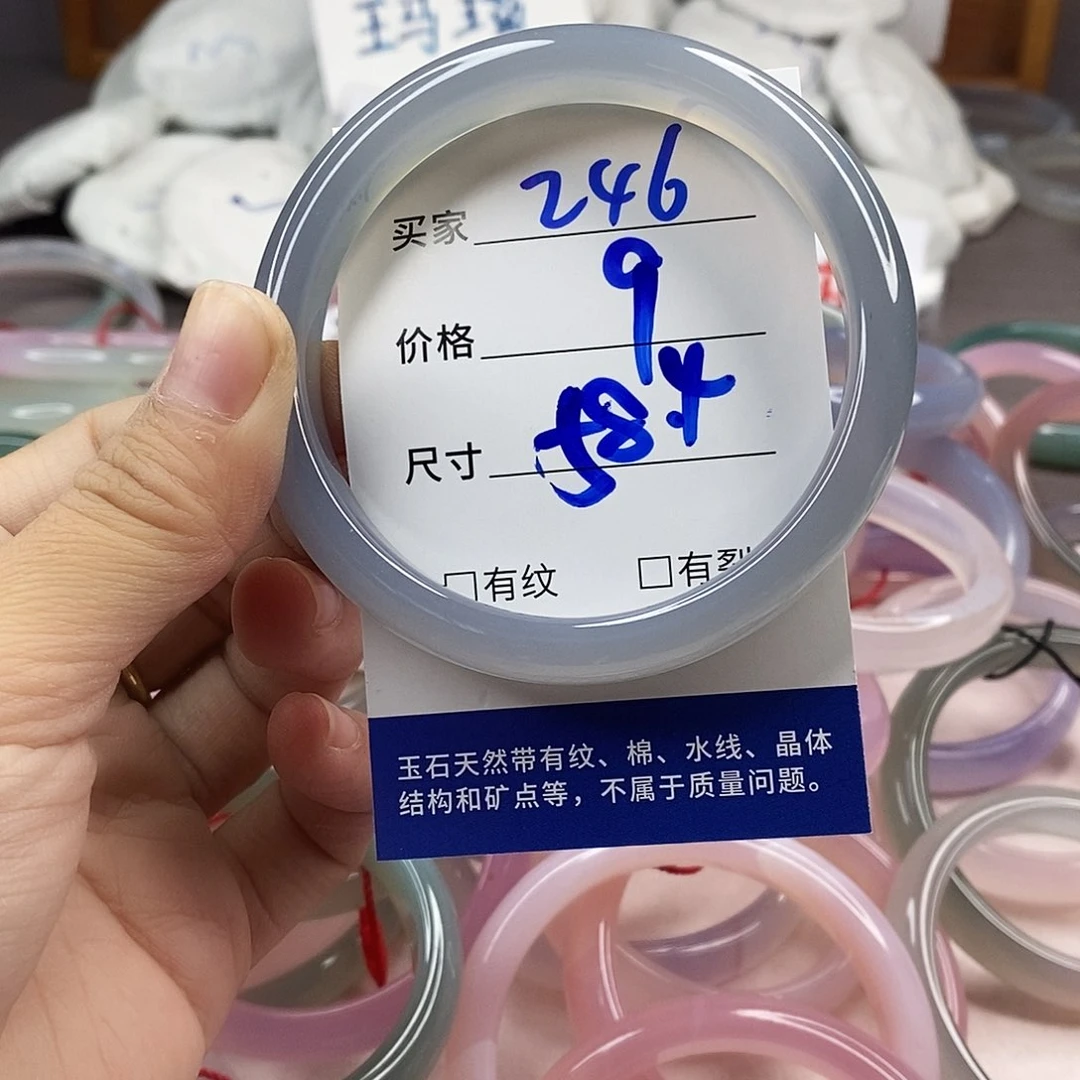 玛瑙
买家 246
价格 9
尺寸 58.4
□有纹 □有裂
玉石天然带有纹、棉、水线、晶体
结构和矿点等，不属于质量问题。